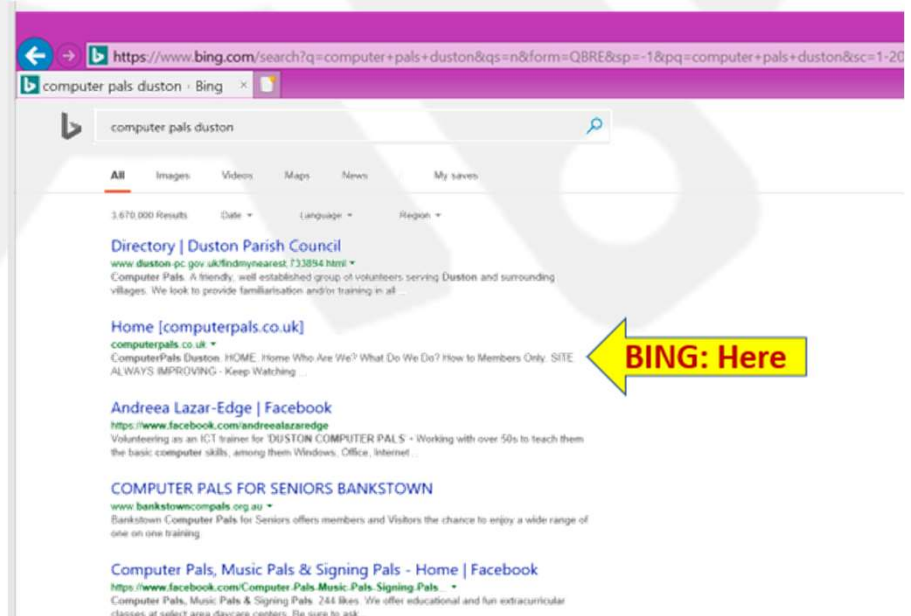 https://www.bing.com/search?q=computer+pals+duston&qs=n&form=QBRE&sp=-1&pq=computer+pals+duston&sc=1-20
computer pals duston - Bing
computer pals duston
All Images Videos Maps News My saves
3,670,000 Results Date Language Region
Directory | Duston Parish Council
www.duston-pc.gov.uk/findmynearest,733894.html
Computer Pals. A friendly, well established group of volunteers serving Duston and surrounding
villages. We look to provide familiarisation and/or training in all ...
Home [computerpals.co.uk]
computerpals.co.uk
ComputerPals Duston. HOME. Home Who Are We? What Do We Do? How to Members Only. SITE
ALWAYS IMPROVING - Keep Watching ...
BING: Here
Andreea Lazar-Edge | Facebook
https://www.facebook.com/andreealazaredge
Volunteering as an ICT trainer for 'DUSTON COMPUTER PALS' - Working with over 50s to teach them
the basic computer skills, among them Windows, Office, Internet ...
COMPUTER PALS FOR SENIORS BANKSTOWN
www.bankstowncompals.org.au
Bankstown Computer Pals for Seniors offers members and Visitors the chance to enjoy a wide range of
one on one training
Computer Pals, Music Pals & Signing Pals - Home | Facebook
https://www.facebook.com/Computer-Pals-Music-Pals-Signing-Pals...
Computer Pals, Music Pals & Signing Pals. 244 likes. We offer educational and fun extracurricular
classes at select area daycare centers. Be sure to ask